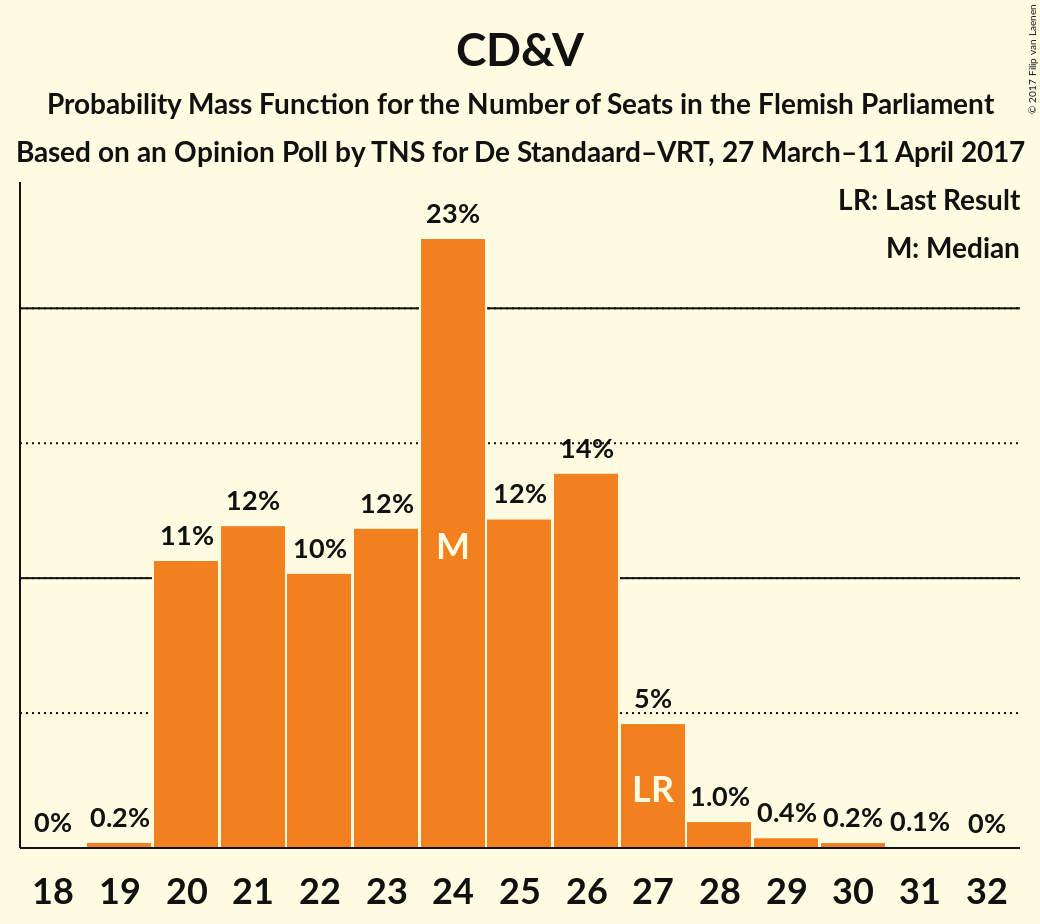 CD&V
Probability Mass Function for the Number of Seats in the Flemish Parliament
Based on an Opinion Poll by TNS for De Standaard–VRT, 27 March–11 April 2017
© 2017 Filip van Laenen
LR: Last Result
M: Median
0% 0.2% 11% 12% 10% 12% 23% 12% 14% 5% 1.0% 0.4% 0.2% 0.1% 0%
M
LR
18 19 20 21 22 23 24 25 26 27 28 29 30 31 32